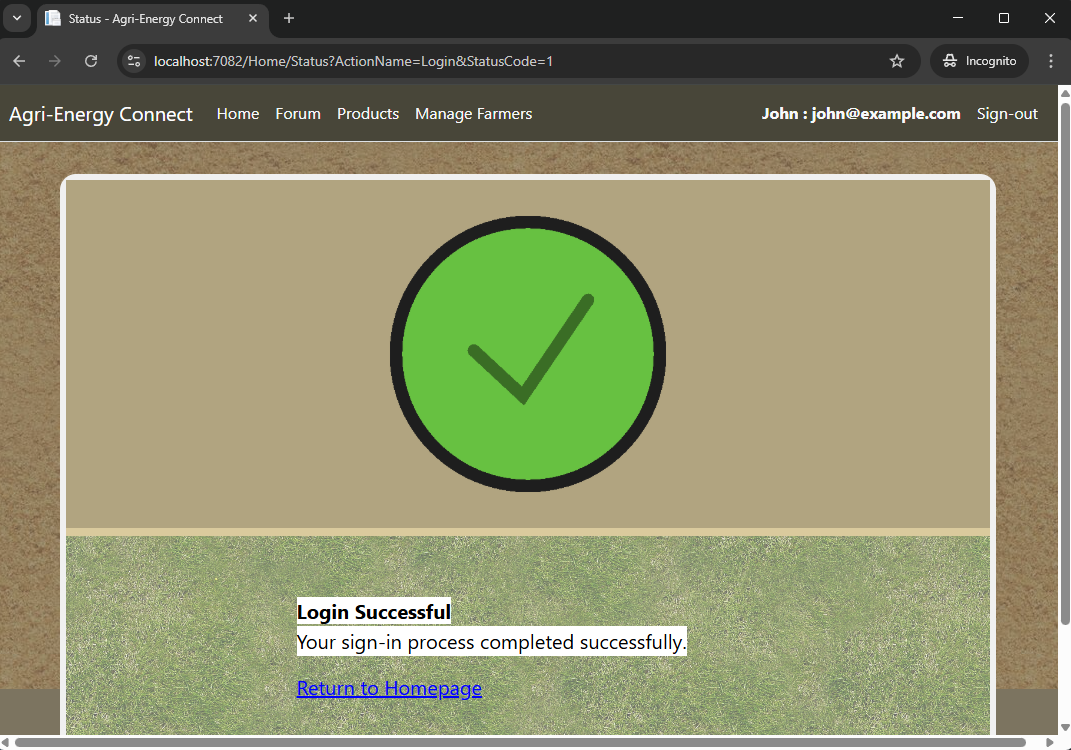 Status - Agri-Energy Connect
localhost:7082/Home/Status?ActionName=Login&StatusCode=1
Incognito
Agri-Energy Connect Home Forum Products Manage Farmers John : john@example.com Sign-out
Login Successful
Your sign-in process completed successfully.
Return to Homepage